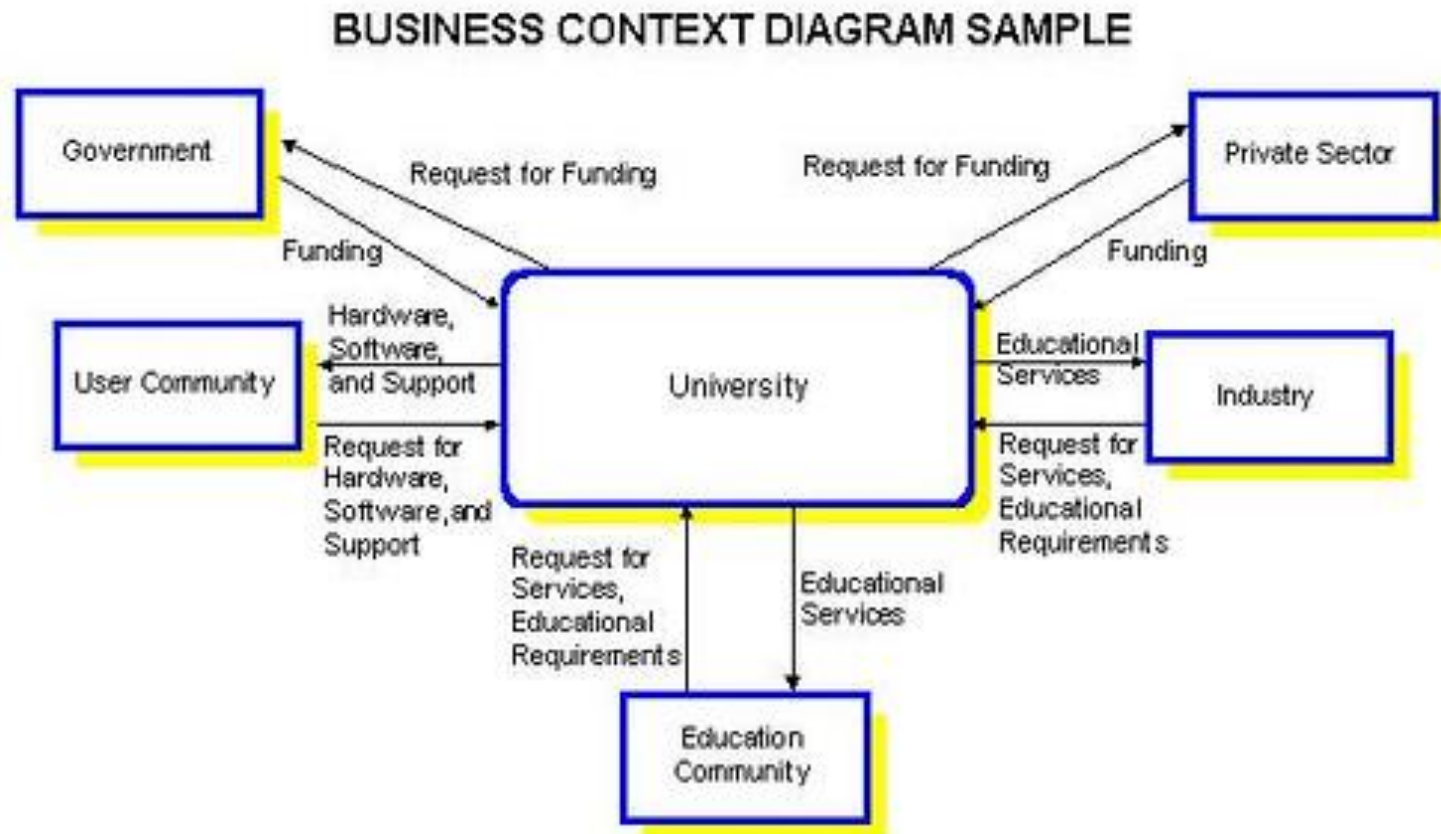 BUSINESS CONTEXT DIAGRAM SAMPLE
Government
Request for Funding
Request for Funding
Private Sector
Funding
Funding
User Community
Hardware,
Software,
and Support
University
Educational
Services
Industry
Request for
Hardware,
Software,and
Support
Request for
Services,
Educational
Requirements
Request for
Services,
Educational
Requirements
Educational
Services
Education
Community